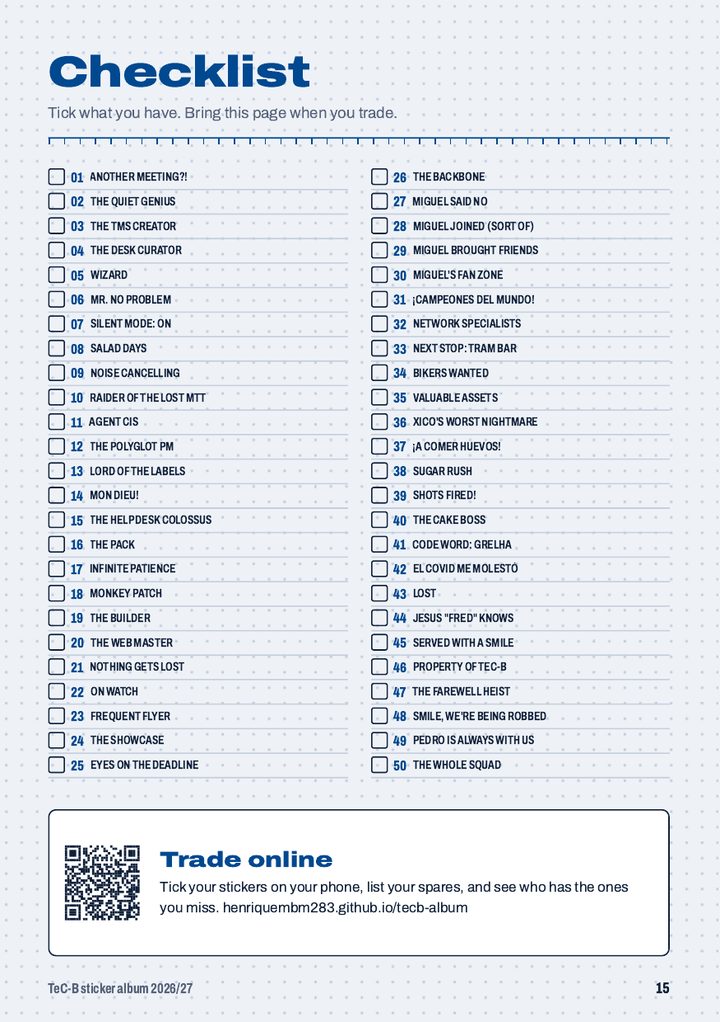 Checklist
Tick what you have. Bring this page when you trade.
01 ANOTHER MEETING?!
02 THE QUIET GENIUS
03 THE TMS CREATOR
04 THE DESK CURATOR
05 WIZARD
06 MR. NO PROBLEM
07 SILENT MODE: ON
08 SALAD DAYS
09 NOISE CANCELLING
10 RAIDER OF THE LOST MTT
11 AGENT CIS
12 THE POLYGLOT PM
13 LORD OF THE LABELS
14 MON DIEU!
15 THE HELPDESK COLOSSUS
16 THE PACK
17 INFINITE PATIENCE
18 MONKEY PATCH
19 THE BUILDER
20 THE WEB MASTER
21 NOTHING GETS LOST
22 ON WATCH
23 FREQUENT FLYER
24 THE SHOWCASE
25 EYES ON THE DEADLINE
26 THE BACKBONE
27 MIGUEL SAID NO
28 MIGUEL JOINED (SORT OF)
29 MIGUEL BROUGHT FRIENDS
30 MIGUEL'S FAN ZONE
31 ¡CAMPEONES DEL MUNDO!
32 NETWORK SPECIALISTS
33 NEXT STOP: TRAM BAR
34 BIKERS WANTED
35 VALUABLE ASSETS
36 XICO'S WORST NIGHTMARE
37 ¡A COMER HUEVOS!
38 SUGAR RUSH
39 SHOTS FIRED!
40 THE CAKE BOSS
41 CODE WORD: GRELHA
42 EL COVID ME MOLESTÓ
43 LOST
44 JESUS "FRED" KNOWS
45 SERVED WITH A SMILE
46 PROPERTY OF TEC-B
47 THE FAREWELL HEIST
48 SMILE, WE'RE BEING ROBBED
49 PEDRO IS ALWAYS WITH US
50 THE WHOLE SQUAD
Trade online
Tick your stickers on your phone, list your spares, and see who has the ones
you miss. henriquembm283.github.io/tecb-album
TeC-B sticker album 2026/27
15